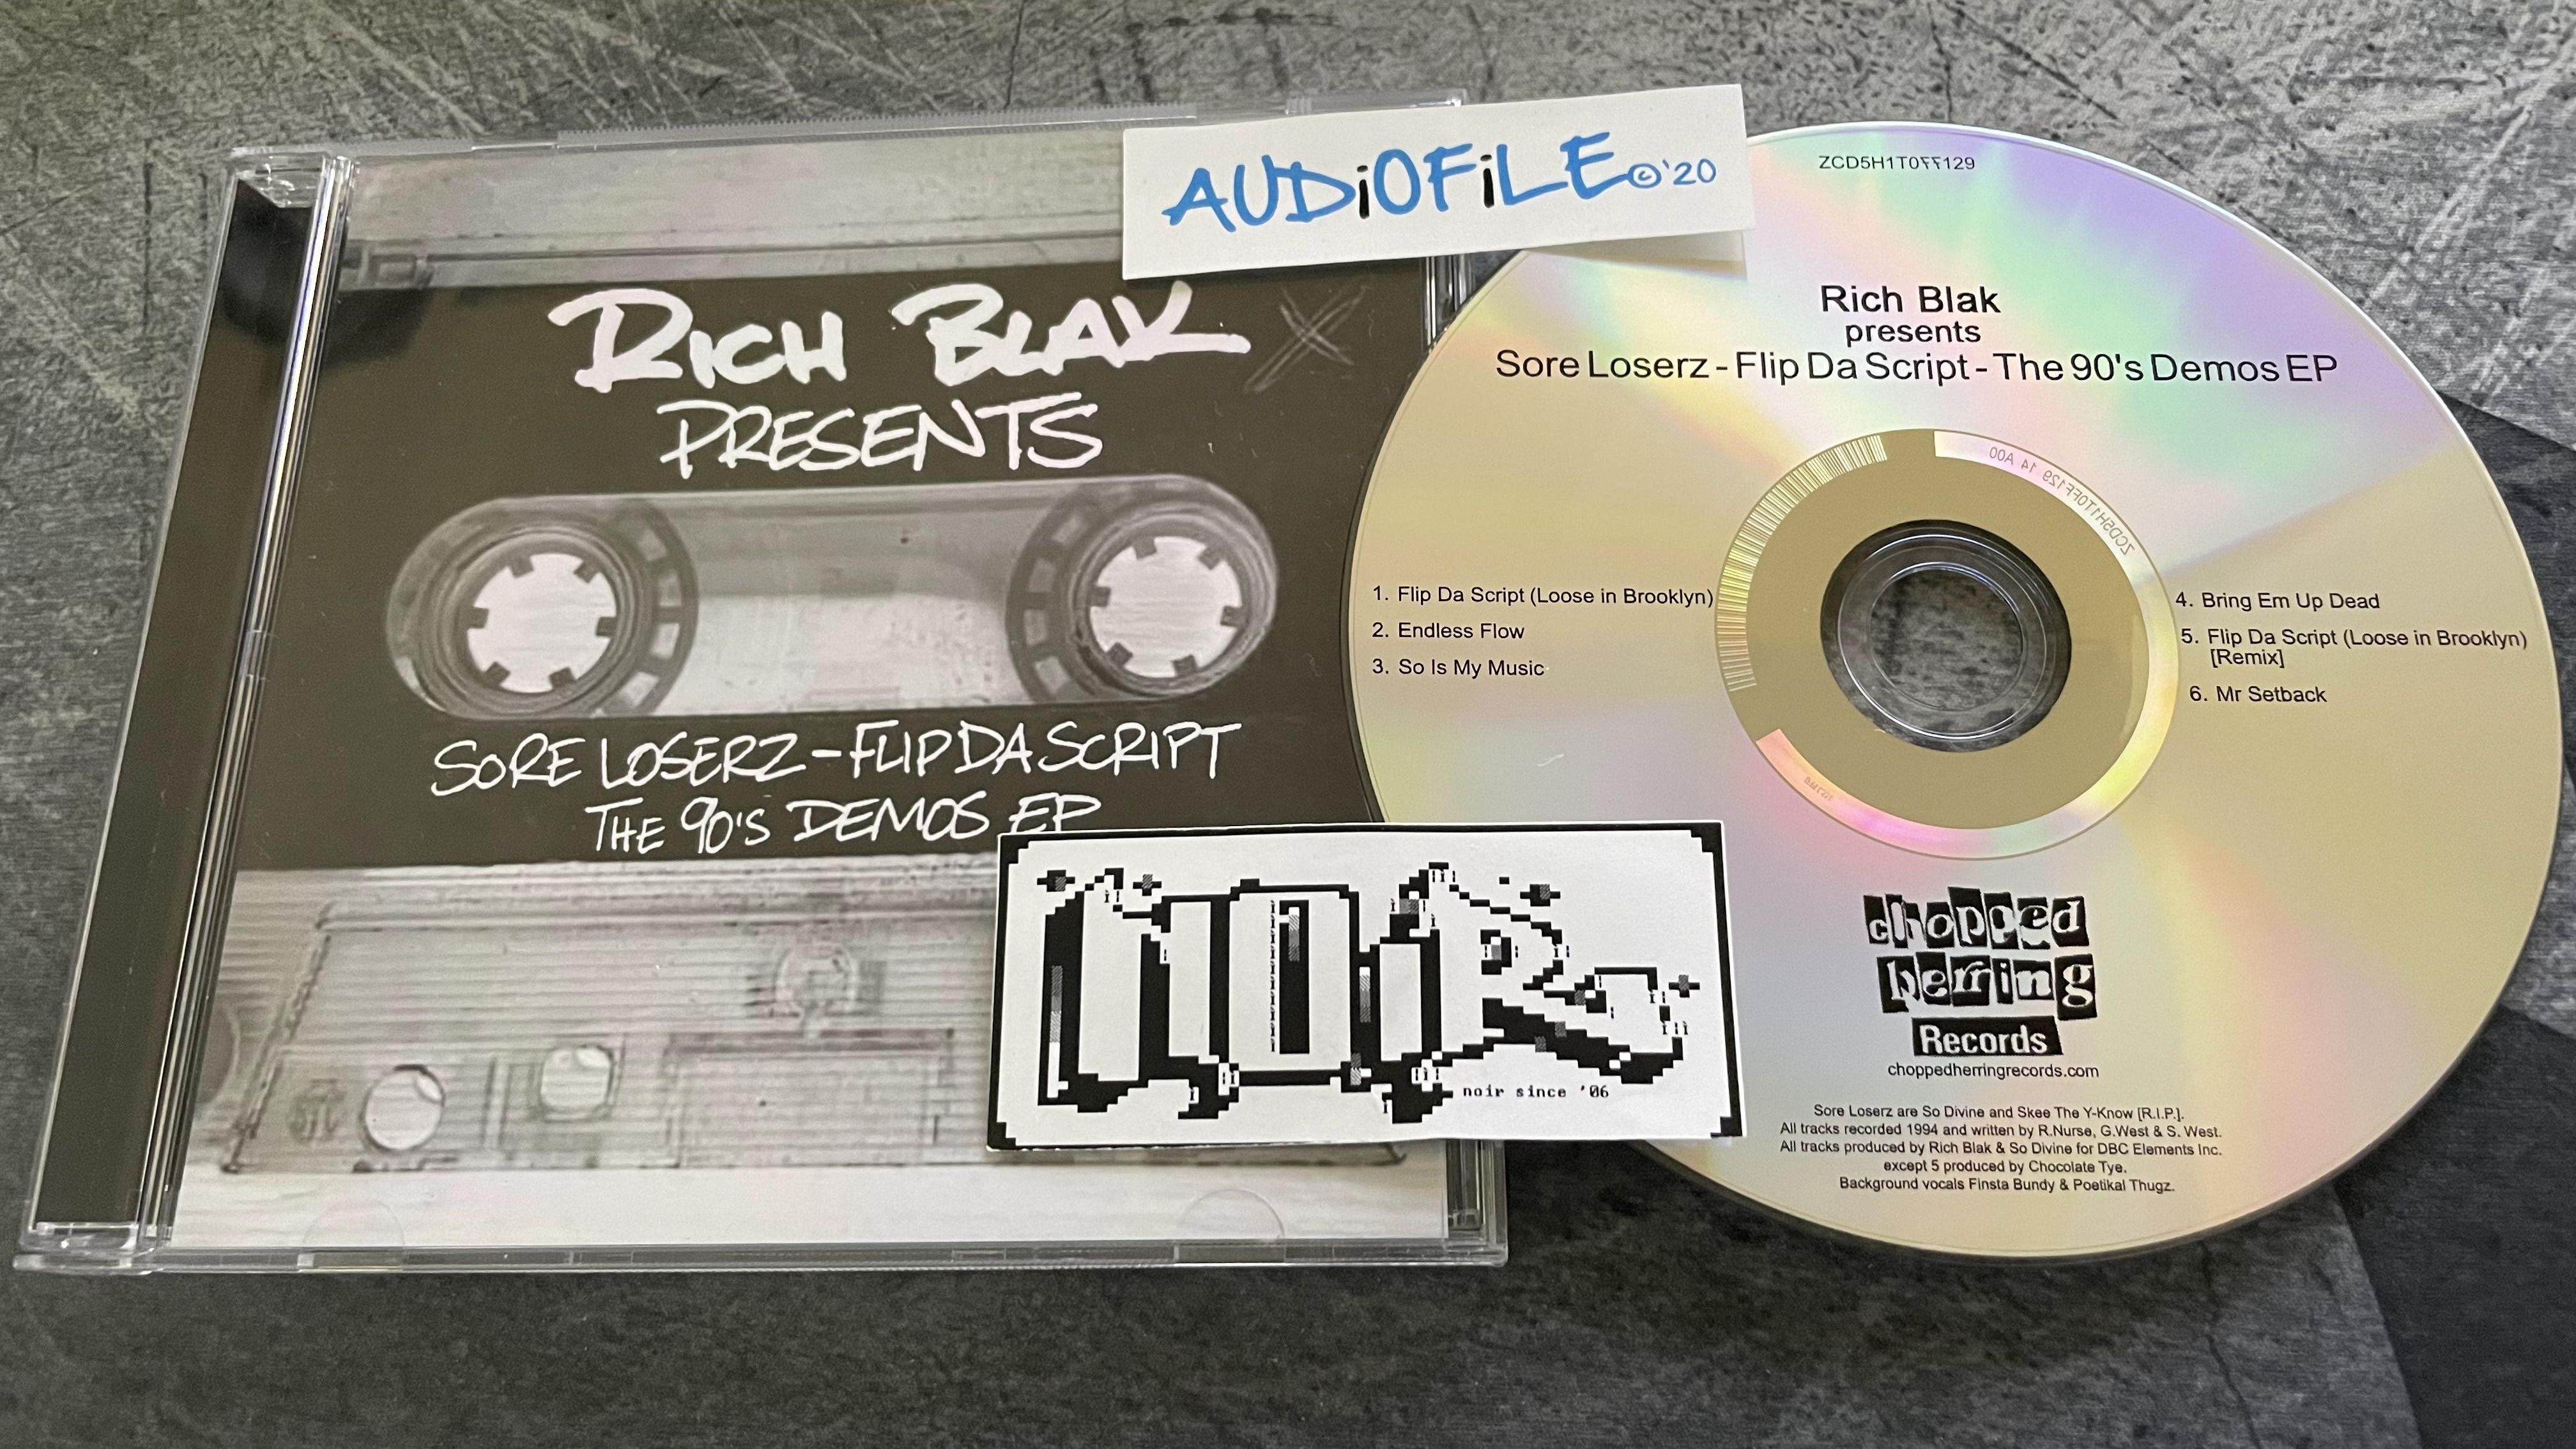 AUDiOFiLE ©'20
RICH BLAK
PRESENTS
SORE LOSERZ - FLIP DA SCRIPT
THE 90'S DEMOS EP
noir since '06
ZCD5H1T0FF129
Rich Blak
presents
Sore Loserz - Flip Da Script - The 90's Demos EP
ZCD5H1T0FF129 14 A00
1. Flip Da Script (Loose in Brooklyn)
2. Endless Flow
3. So Is My Music
4. Bring Em Up Dead
5. Flip Da Script (Loose in Brooklyn)
[Remix]
6. Mr Setback
chopped
herring
Records
choppedherringrecords.com
Sore Loserz are So Divine and Skee The Y-Know [R.I.P.].
All tracks recorded 1994 and written by R.Nurse, G.West & S. West.
All tracks produced by Rich Blak & So Divine for DBC Elements Inc.
except 5 produced by Chocolate Tye.
Background vocals Finsta Bundy & Poetikal Thugz.